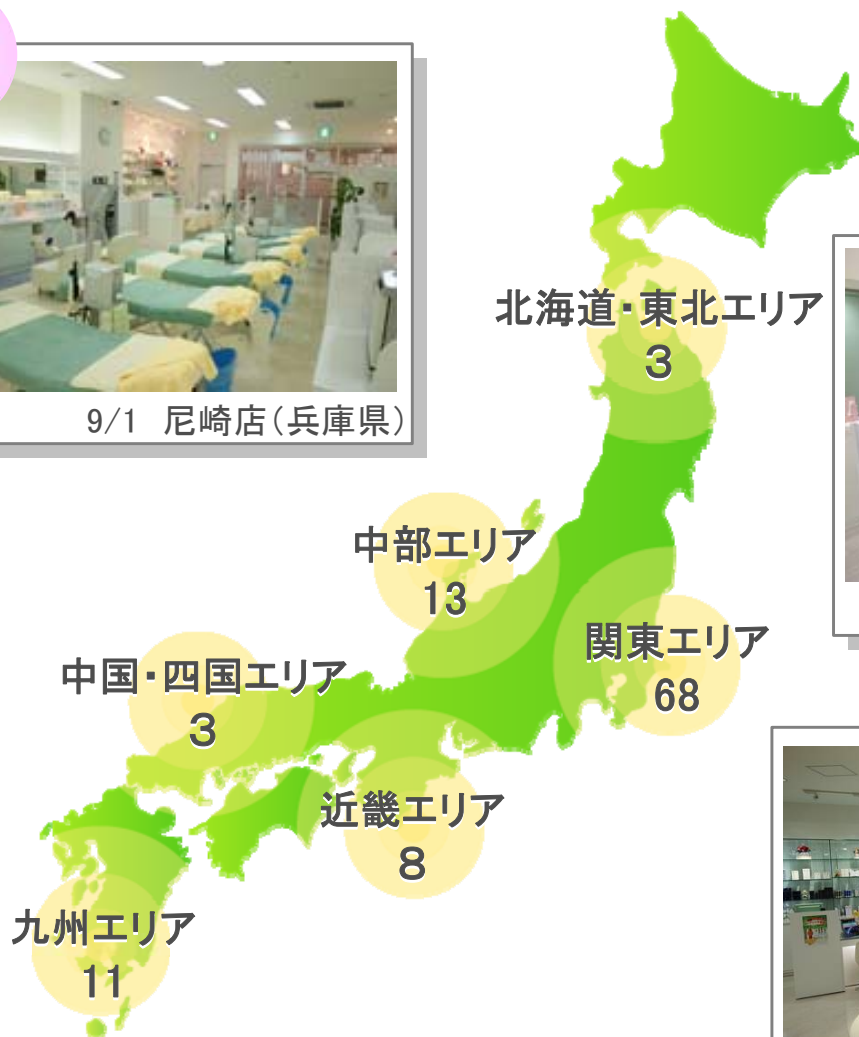 9/1 尼崎店(兵庫県)
北海道・東北エリア
3
中部エリア
13
関東エリア
68
中国・四国エリア
3
近畿エリア
8
九州エリア
11